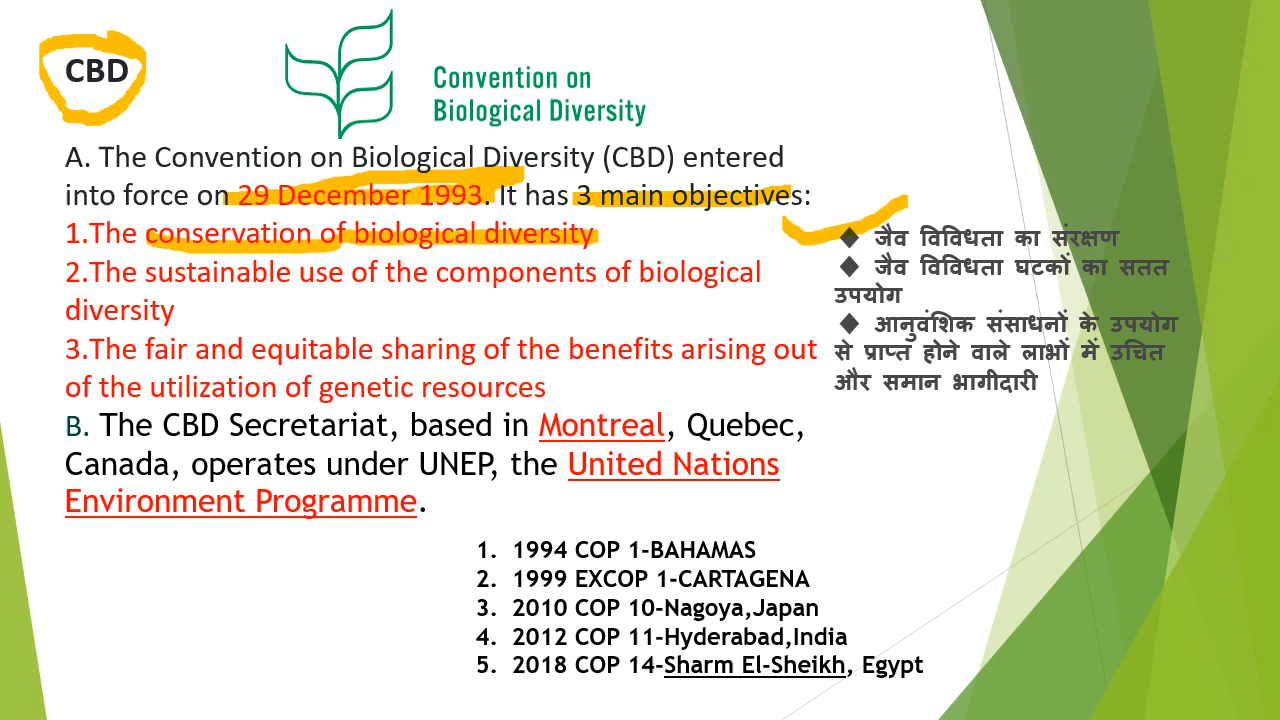 CBD
Convention on
Biological Diversity
A. The Convention on Biological Diversity (CBD) entered
into force on 29 December 1993. It has 3 main objectives:
1.The conservation of biological diversity
2.The sustainable use of the components of biological
diversity
3.The fair and equitable sharing of the benefits arising out
of the utilization of genetic resources
◆ जैव विविधता का संरक्षण
◆ जैव विविधता घटकों का सतत
उपयोग
◆ आनुवंशिक संसाधनों के उपयोग
से प्राप्त होने वाले लाभों में उचित
और समान भागीदारी
B. The CBD Secretariat, based in Montreal, Quebec,
Canada, operates under UNEP, the United Nations
Environment Programme.
1. 1994 COP 1-BAHAMAS
2. 1999 EXCOP 1-CARTAGENA
3. 2010 COP 10-Nagoya,Japan
4. 2012 COP 11-Hyderabad,India
5. 2018 COP 14-Sharm El-Sheikh, Egypt